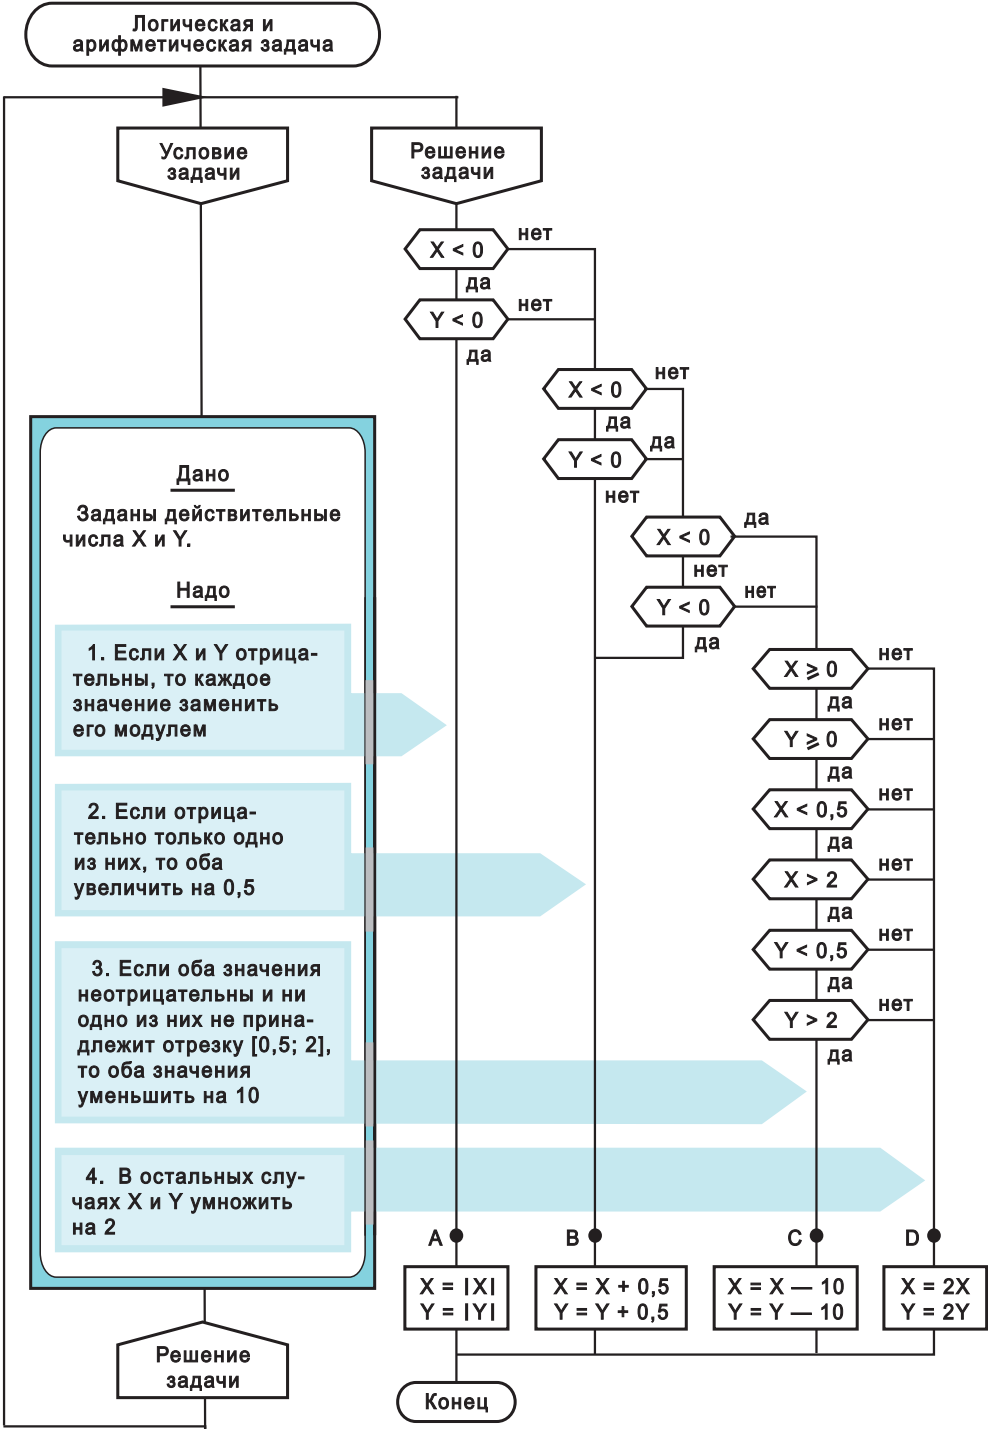 Логическая и
арифметическая задача
Условие
задачи
Решение
задачи
X < 0
нет
да
Y < 0
нет
да
X < 0
нет
да
Y < 0
да
нет
X < 0
да
нет
Y < 0
нет
да
X ⩾ 0
нет
да
Y ⩾ 0
нет
да
X < 0,5
нет
да
X > 2
нет
да
Y < 0,5
нет
да
Y > 2
нет
да
Дано
Заданы действительные
числа X и Y.
Надо
1. Если X и Y отрица-
тельны, то каждое
значение заменить
его модулем
2. Если отрица-
тельно только одно
из них, то оба
увеличить на 0,5
3. Если оба значения
неотрицательны и ни
одно из них не прина-
длежит отрезку [0,5; 2],
то оба значения
уменьшить на 10
4. В остальных слу-
чаях X и Y умножить
на 2
A
B
C
D
X = |X|
Y = |Y|
X = X + 0,5
Y = Y + 0,5
X = X — 10
Y = Y — 10
X = 2X
Y = 2Y
Решение
задачи
Конец